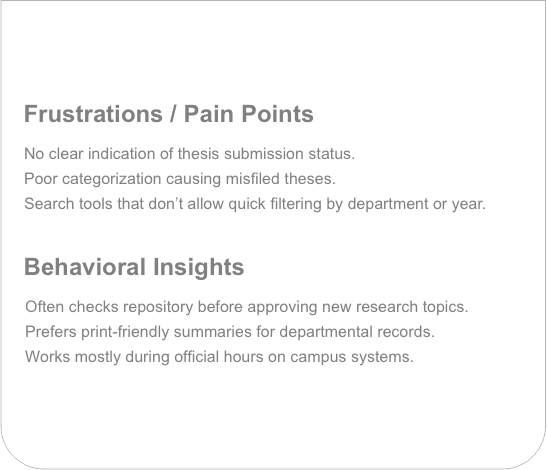 Frustrations / Pain Points
No clear indication of thesis submission status.
Poor categorization causing misfiled theses.
Search tools that don’t allow quick filtering by department or year.
Behavioral Insights
Often checks repository before approving new research topics.
Prefers print-friendly summaries for departmental records.
Works mostly during official hours on campus systems.